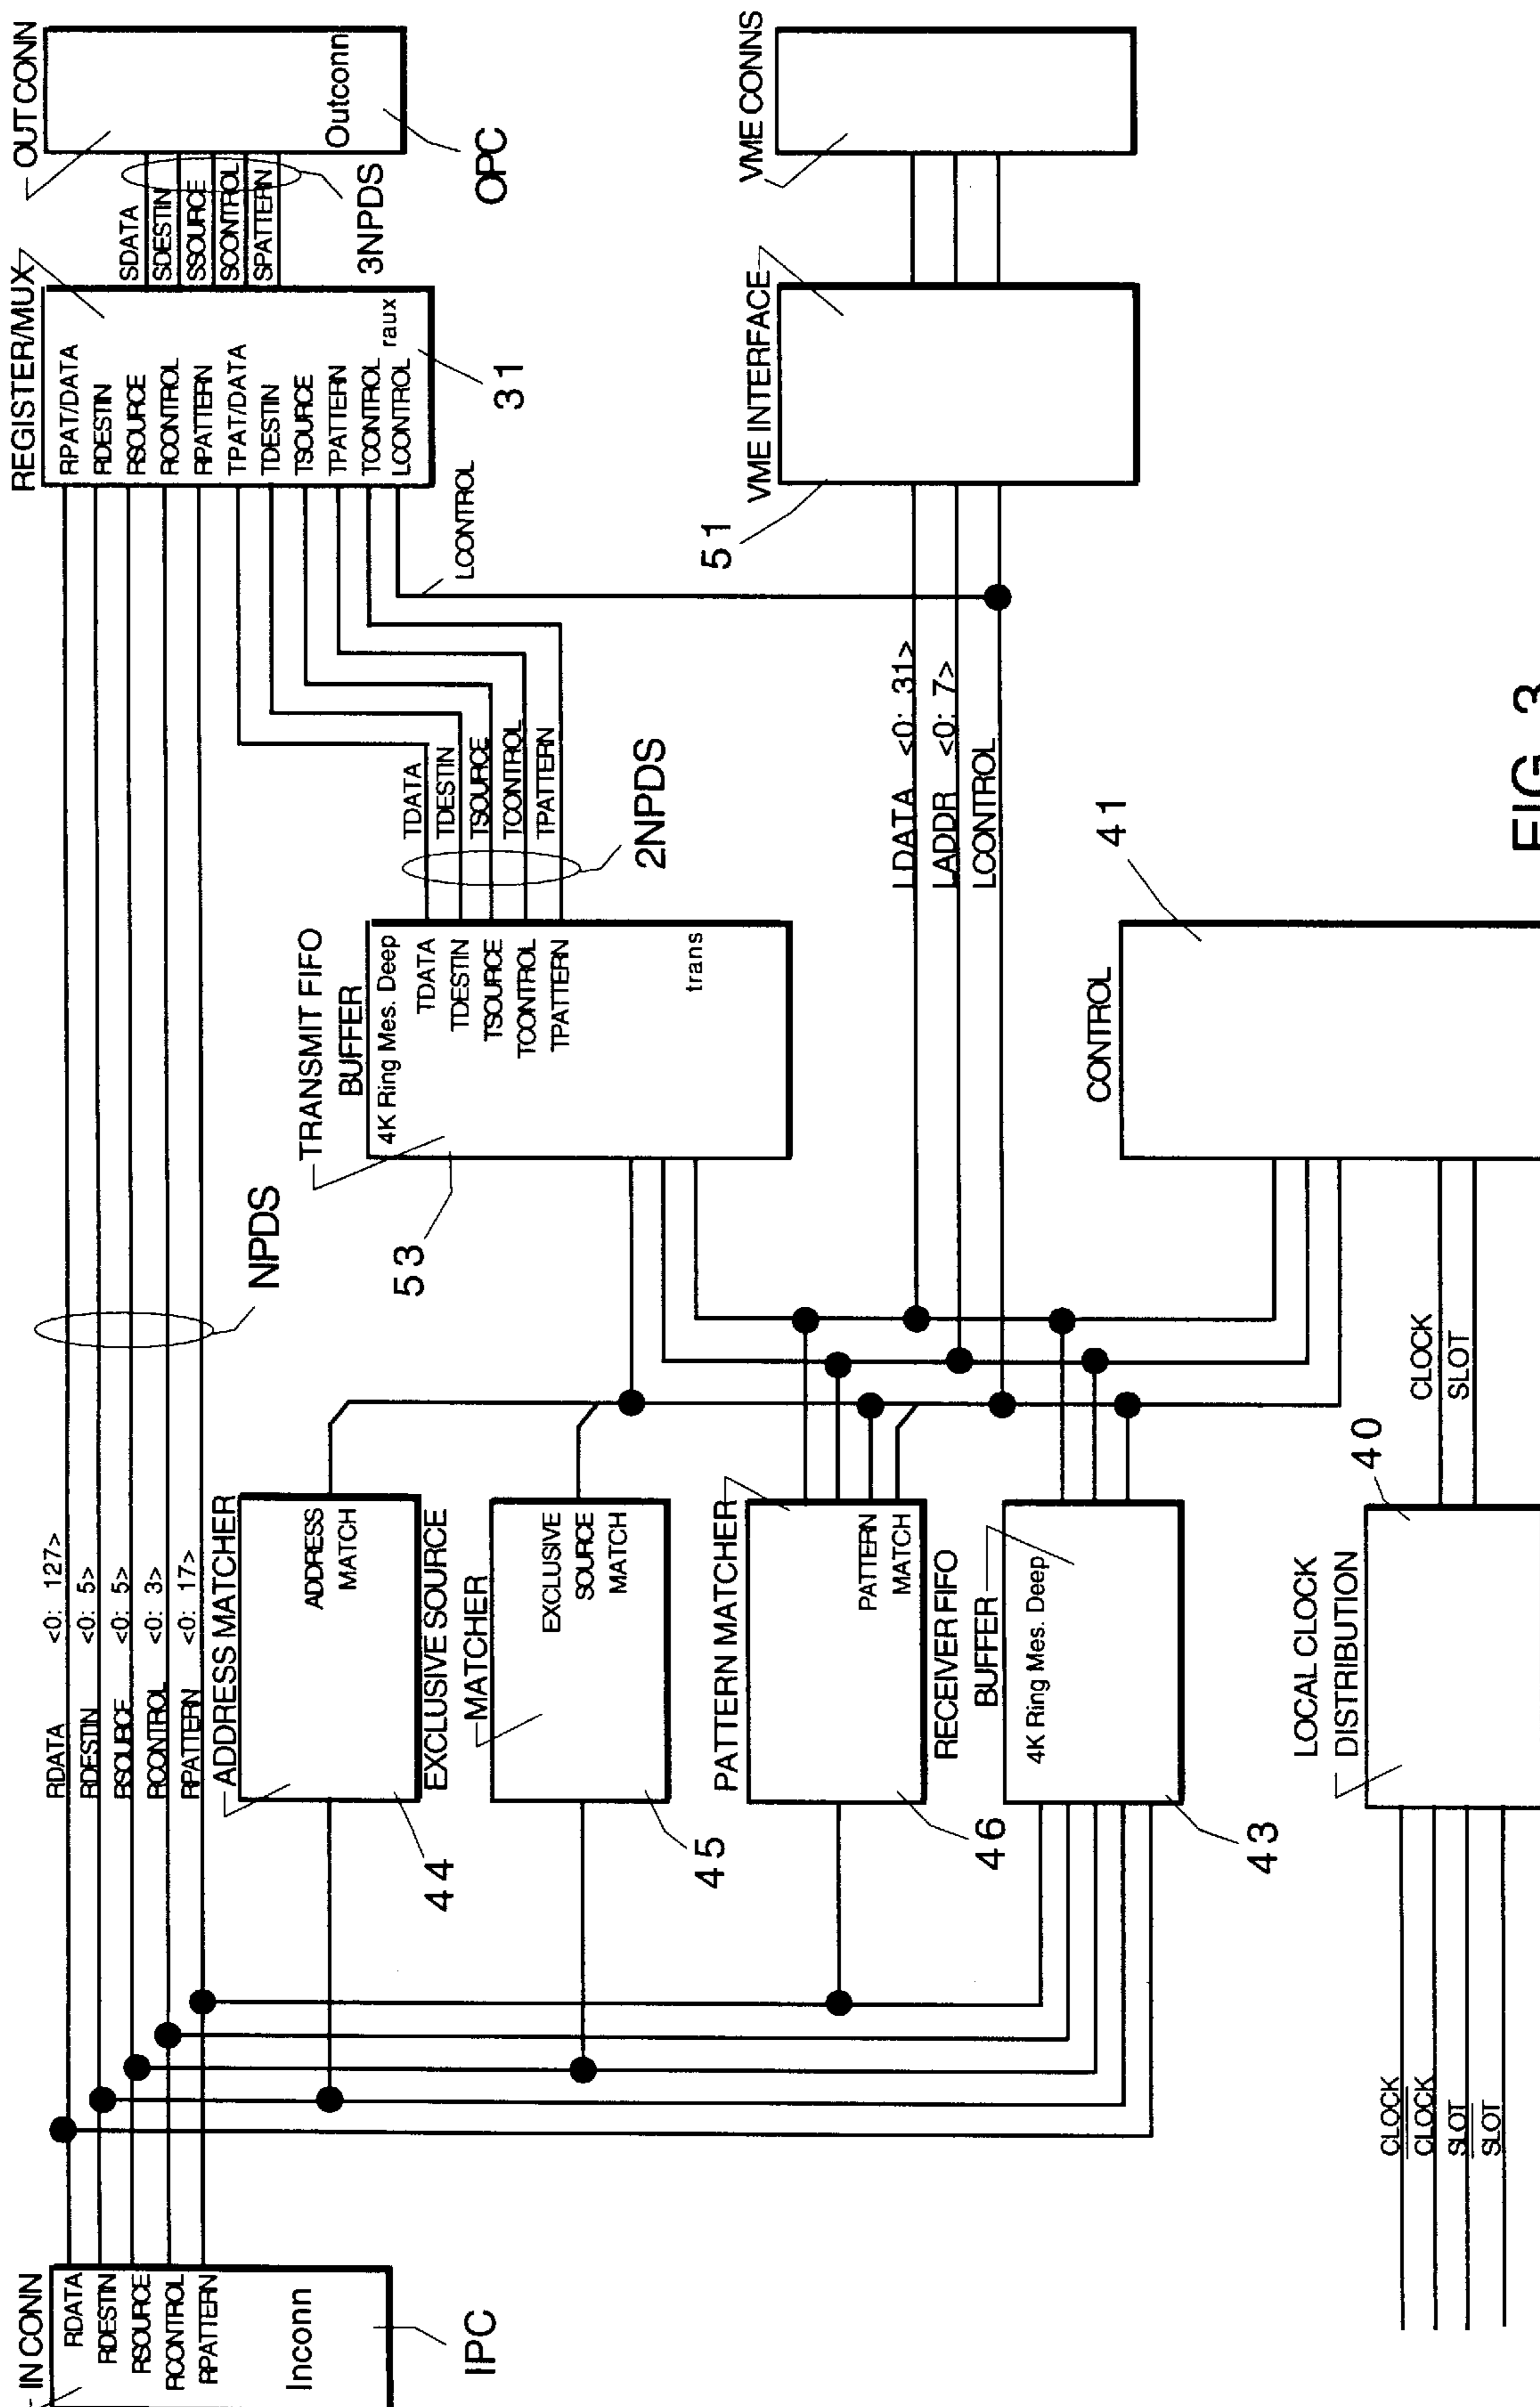 IN CONN
RDATA
RDESTIN
RSOURCE
RCONTROL
RPATTERN
Inconn
IPC
RDATA <0: 127>
RDESTIN <0: 5>
RSOURCE <0: 5>
RCONTROL <0: 3>
RPATTERN <0: 17>
NPDS
ADDRESS MATCHER
ADDRESS
MATCH
44
EXCLUSIVE SOURCE
MATCHER
EXCLUSIVE
SOURCE
MATCH
45
PATTERN MATCHER
PATTERN
MATCH
46
RECEIVER FIFO
BUFFER
4K Ring Mes. Deep
43
TRANSMIT FIFO
BUFFER
4K Ring Mes. Deep
TDATA
TDESTIN
TSOURCE
TCONTROL
TPATTERN
trans
53
TDATA
TDESTIN
TSOURCE
TCONTROL
TPATTERN
2NPDS
REGISTER/MUX
RPAT/DATA
RDESTIN
RSOURCE
RCONTROL
RPATTERN
TPAT/DATA
TDESTIN
TSOURCE
TPATTERN
TCONTROL
LCONTROL
raux
31
LCONTROL
SDATA
SDESTIN
SSOURCE
SCONTROL
SPATTERN
3NPDS
OUT CONN
Outconn
OPC
LDATA <0: 31>
LADDR <0: 7>
LCONTROL
51
VME INTERFACE
VME CONNS
CONTROL
41
LOCAL CLOCK
DISTRIBUTION
40
CLOCK
SLOT
CLOCK
CLOCK
SLOT
SLOT
FIG. 3